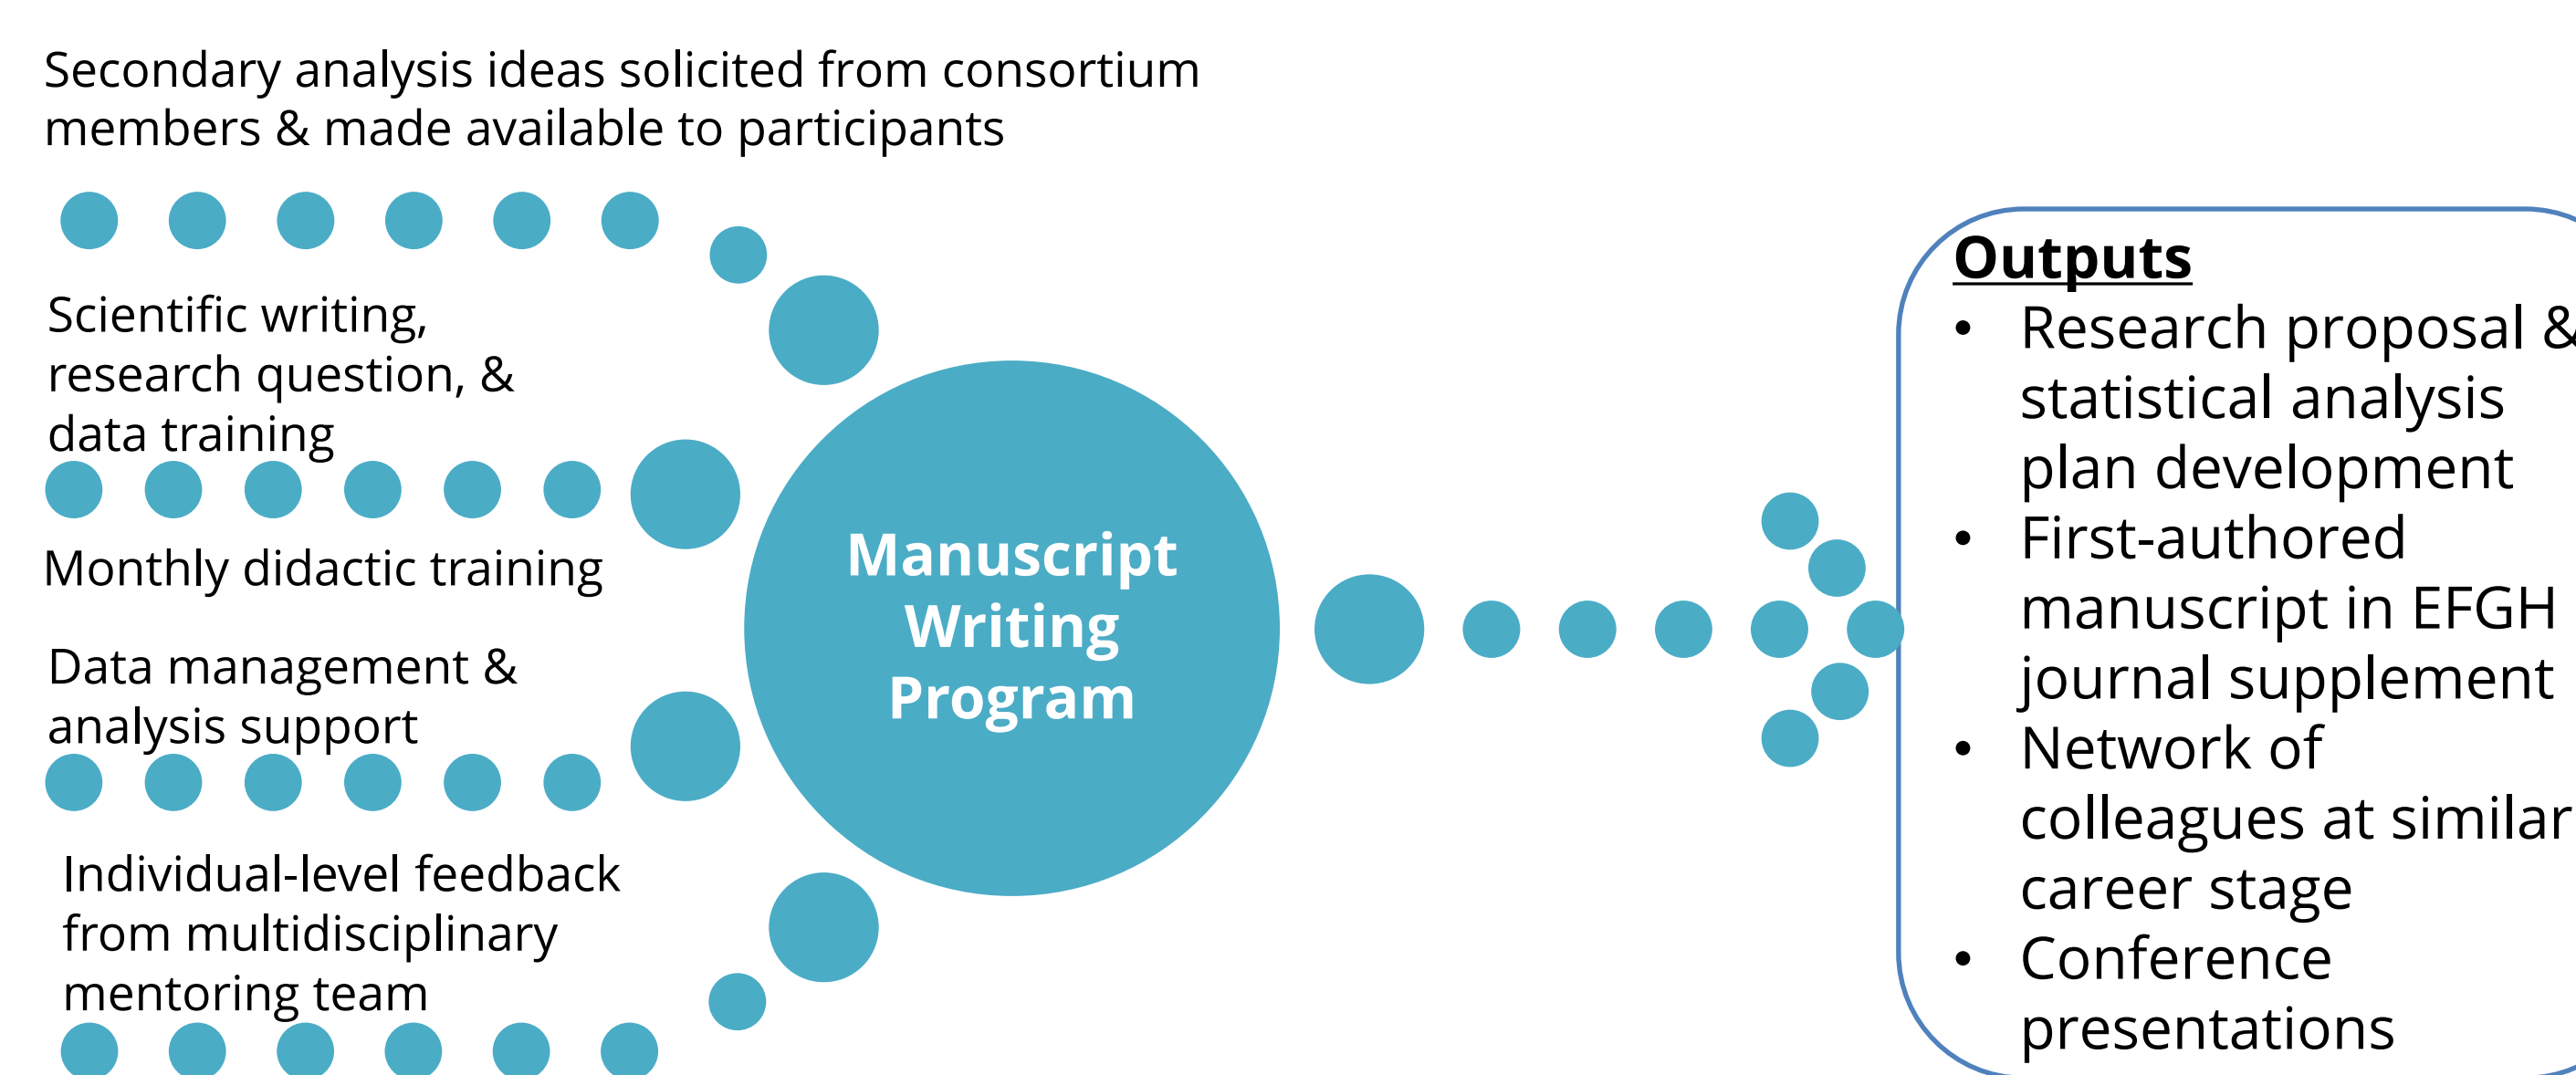 Secondary analysis ideas solicited from consortium
members & made available to participants
Scientific writing,
research question, &
data training
Monthly didactic training
Data management &
analysis support
Individual-level feedback
from multidisciplinary
mentoring team
Manuscript
Writing
Program
Outputs
• Research proposal &
statistical analysis
plan development
• First-authored
manuscript in EFGH
journal supplement
• Network of
colleagues at similar
career stage
• Conference
presentations